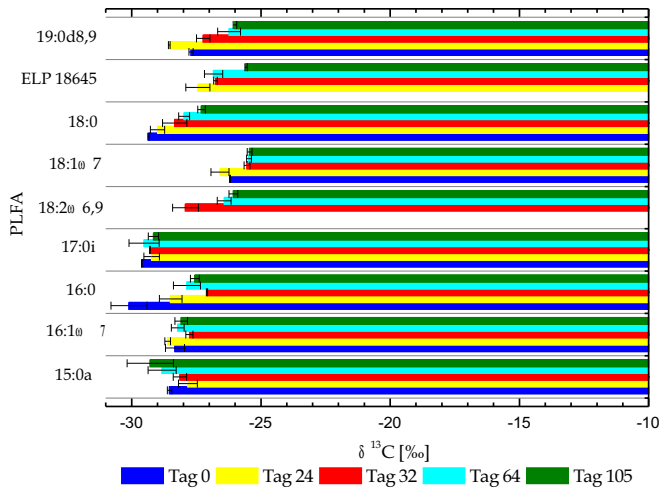 19:0d8,9
ELP 18645
18:0
18:1ω 7
18:2ω 6,9
17:0i
16:0
16:1ω 7
15:0a
PLFA
-30 -25 -20 -15 -10
δ ¹³C [‰]
Tag 0 Tag 24 Tag 32 Tag 64 Tag 105